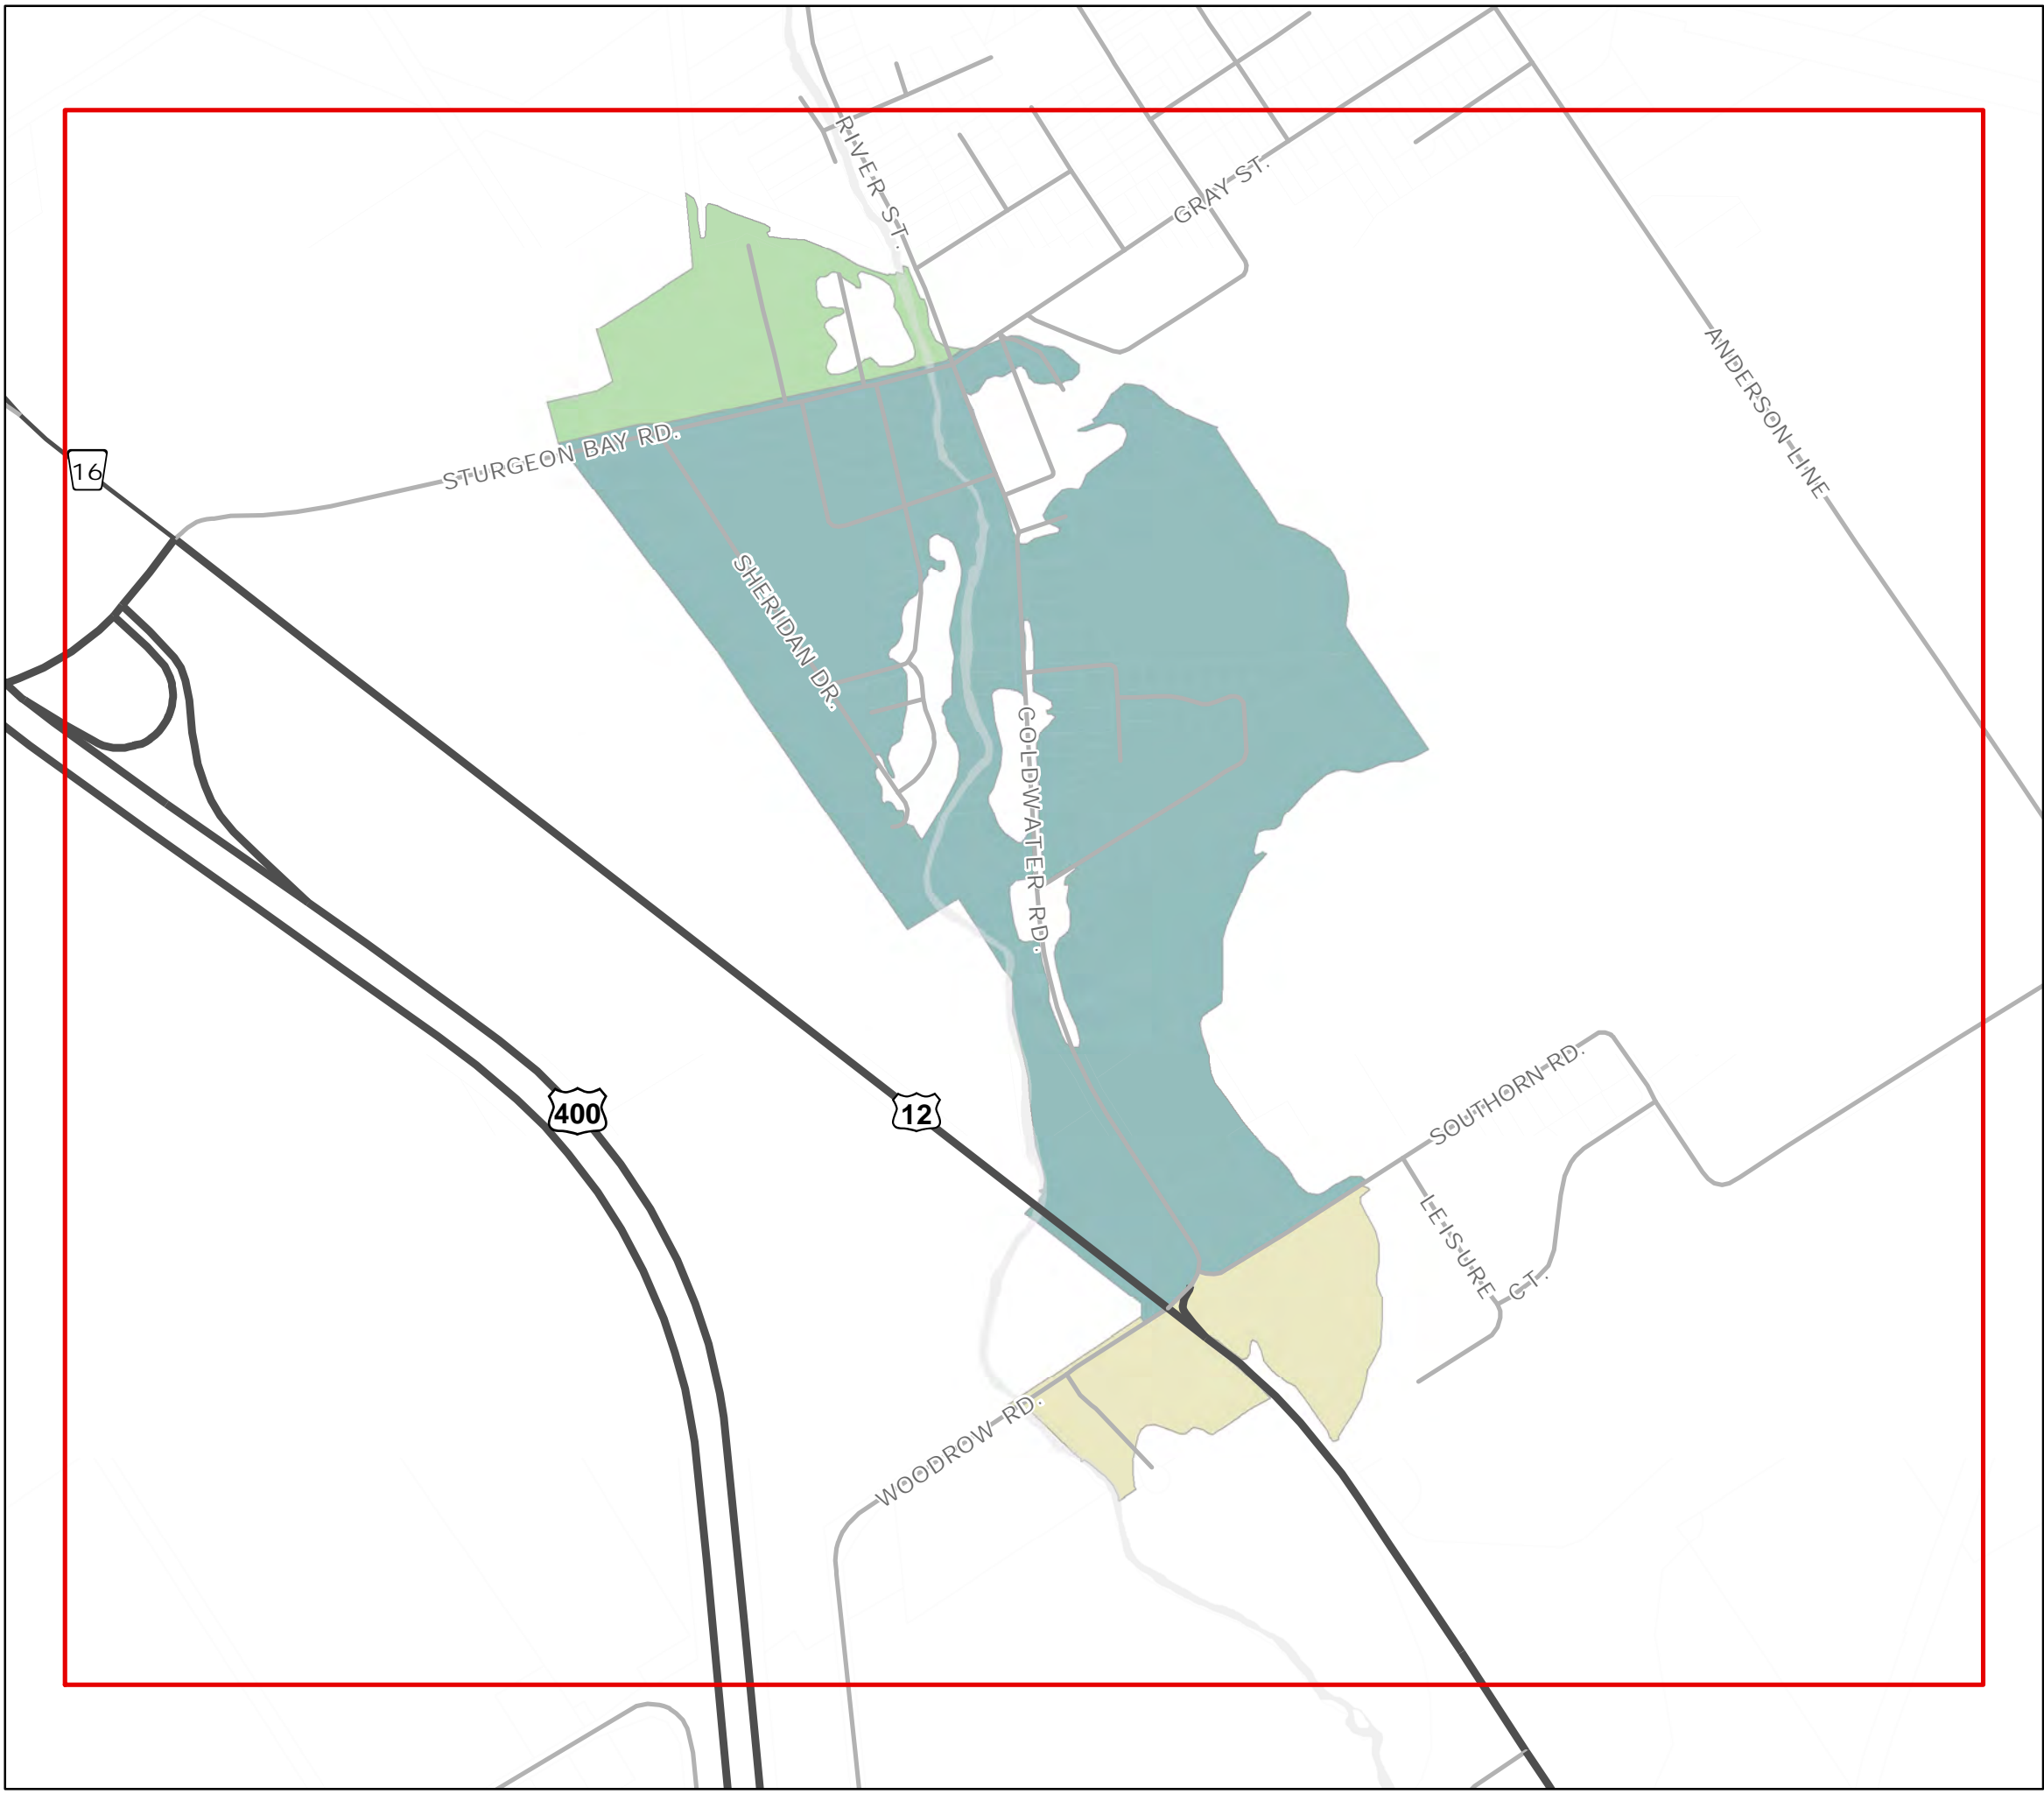 RIVER ST.
GRAY ST.
ANDERSON LINE
STURGEON BAY RD.
16
SHERIDAN DR.
COLDWATER RD.
SOUTHORN RD.
400
12
LEISURE CT.
WOODROW RD.